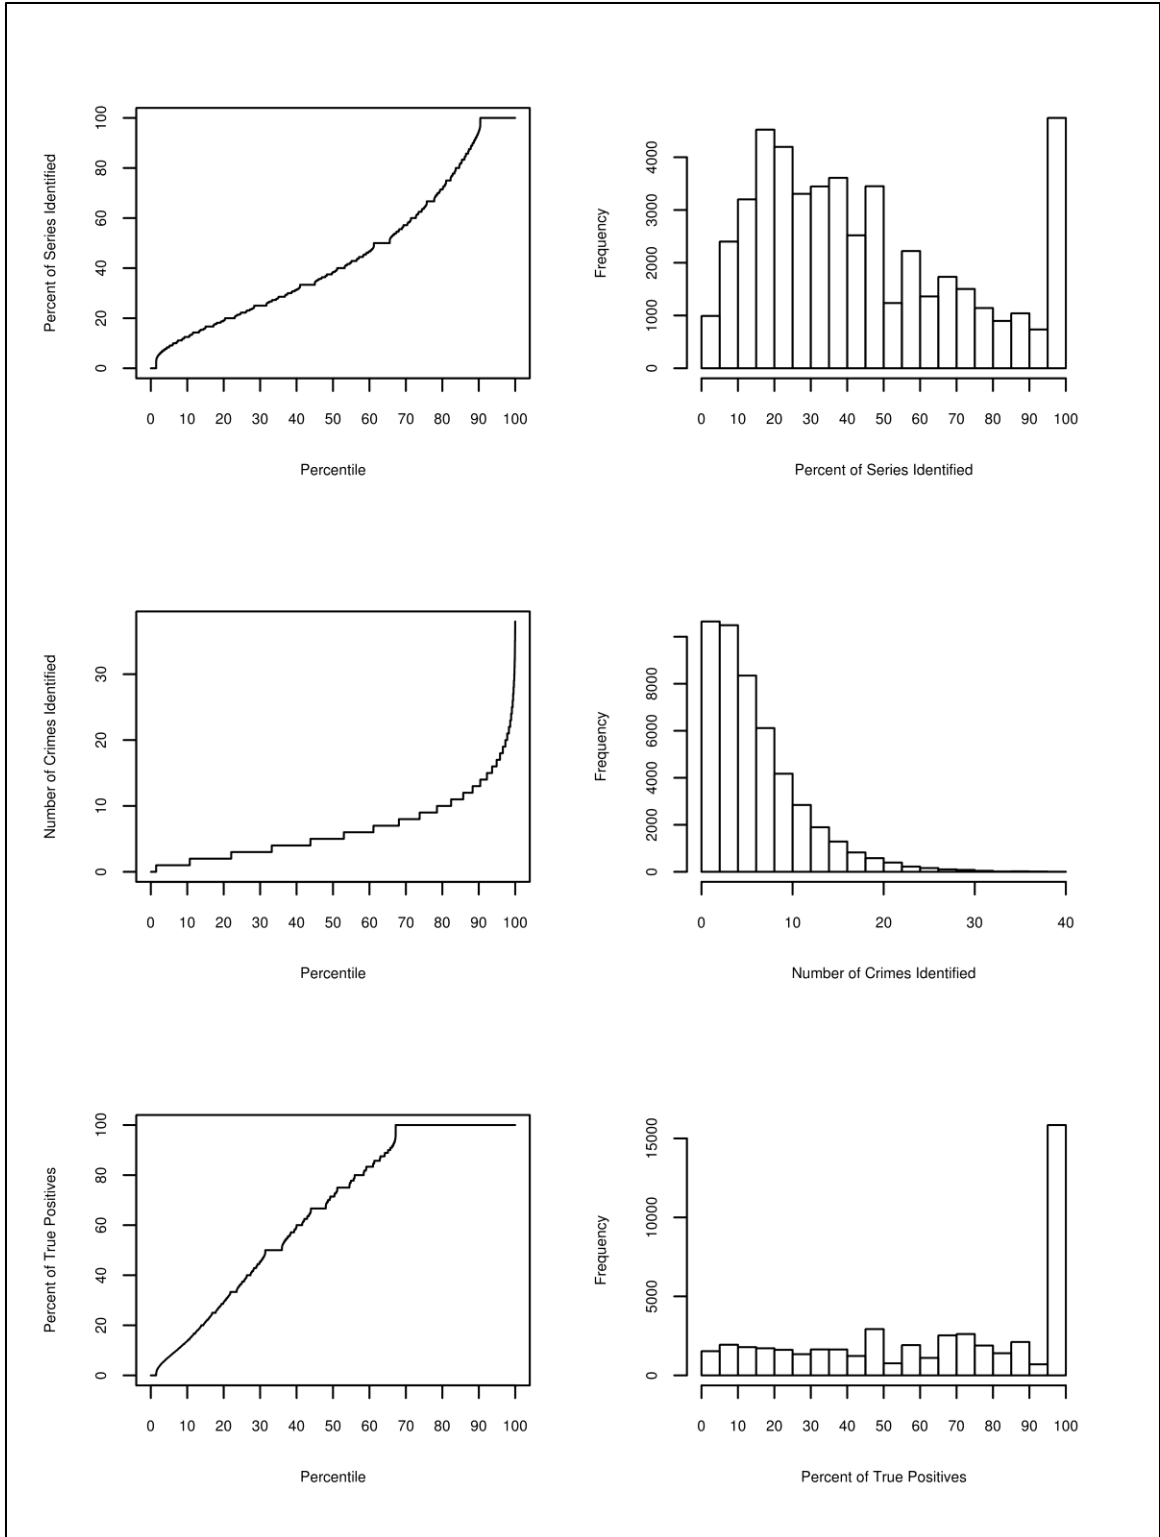 100
80
60
40
20
0
Percent of Series Identified
0 10 20 30 40 50 60 70 80 90 100
Percentile
4000
3000
2000
1000
0
Frequency
0 10 20 30 40 50 60 70 80 90 100
Percent of Series Identified
30
20
10
0
Number of Crimes Identified
0 10 20 30 40 50 60 70 80 90 100
Percentile
8000
6000
4000
2000
0
Frequency
0 10 20 30 40
Number of Crimes Identified
100
80
60
40
20
0
Percent of True Positives
0 10 20 30 40 50 60 70 80 90 100
Percentile
15000
10000
5000
0
Frequency
0 10 20 30 40 50 60 70 80 90 100
Percent of True Positives